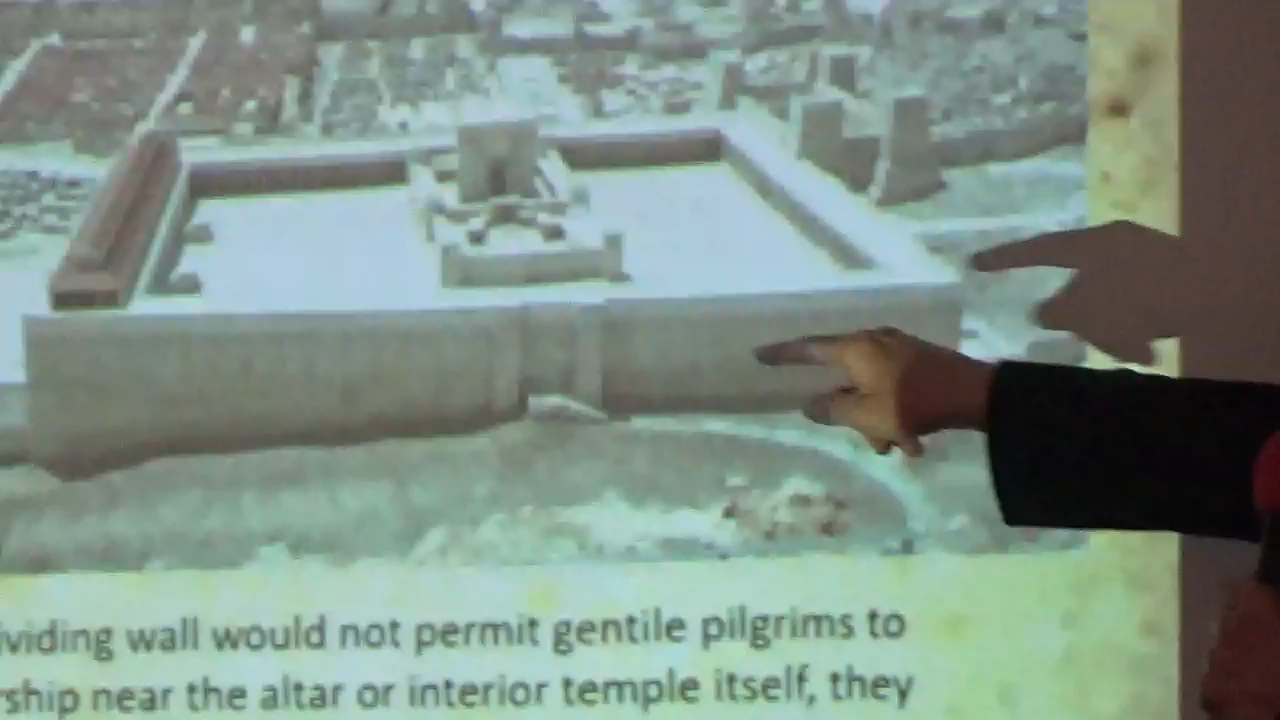 ividing wall would not permit gentile pilgrims to
rship near the altar or interior temple itself, they